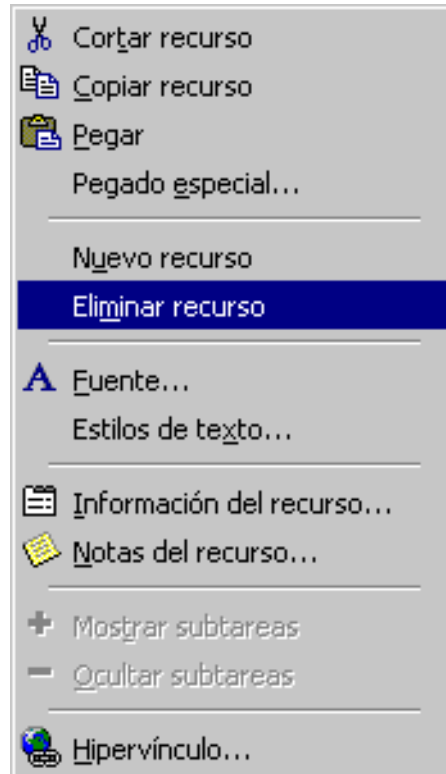 Cortar recurso
Copiar recurso
Pegar
Pegado especial...
Nuevo recurso
Eliminar recurso
A Fuente...
Estilos de texto...
Información del recurso...
Notas del recurso...
Mostrar subtareas
Ocultar subtareas
Hipervínculo...